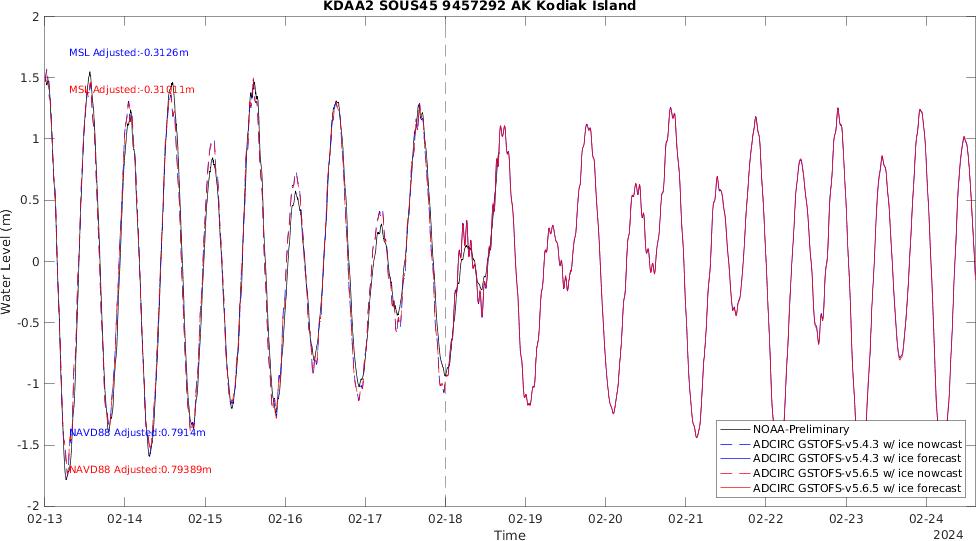 KDAA2 SOUS45 9457292 AK Kodiak Island
2
MSL Adjusted:-0.3126m
1.5
MSL Adjusted:-0.31011m
1
0.5
Water Level (m)
0
-0.5
-1
NAVD88 Adjusted:0.7914m
NOAA-Preliminary
-1.5
ADCIRC GSTOFS-v5.4.3 w/ ice nowcast
ADCIRC GSTOFS-v5.4.3 w/ ice forecast
NAVD88 Adjusted:0.79389m
ADCIRC GSTOFS-v5.6.5 w/ ice nowcast
ADCIRC GSTOFS-v5.6.5 w/ ice forecast
-2
02-13 02-14 02-15 02-16 02-17 02-18 02-19 02-20 02-21 02-22 02-23 02-24
Time
2024